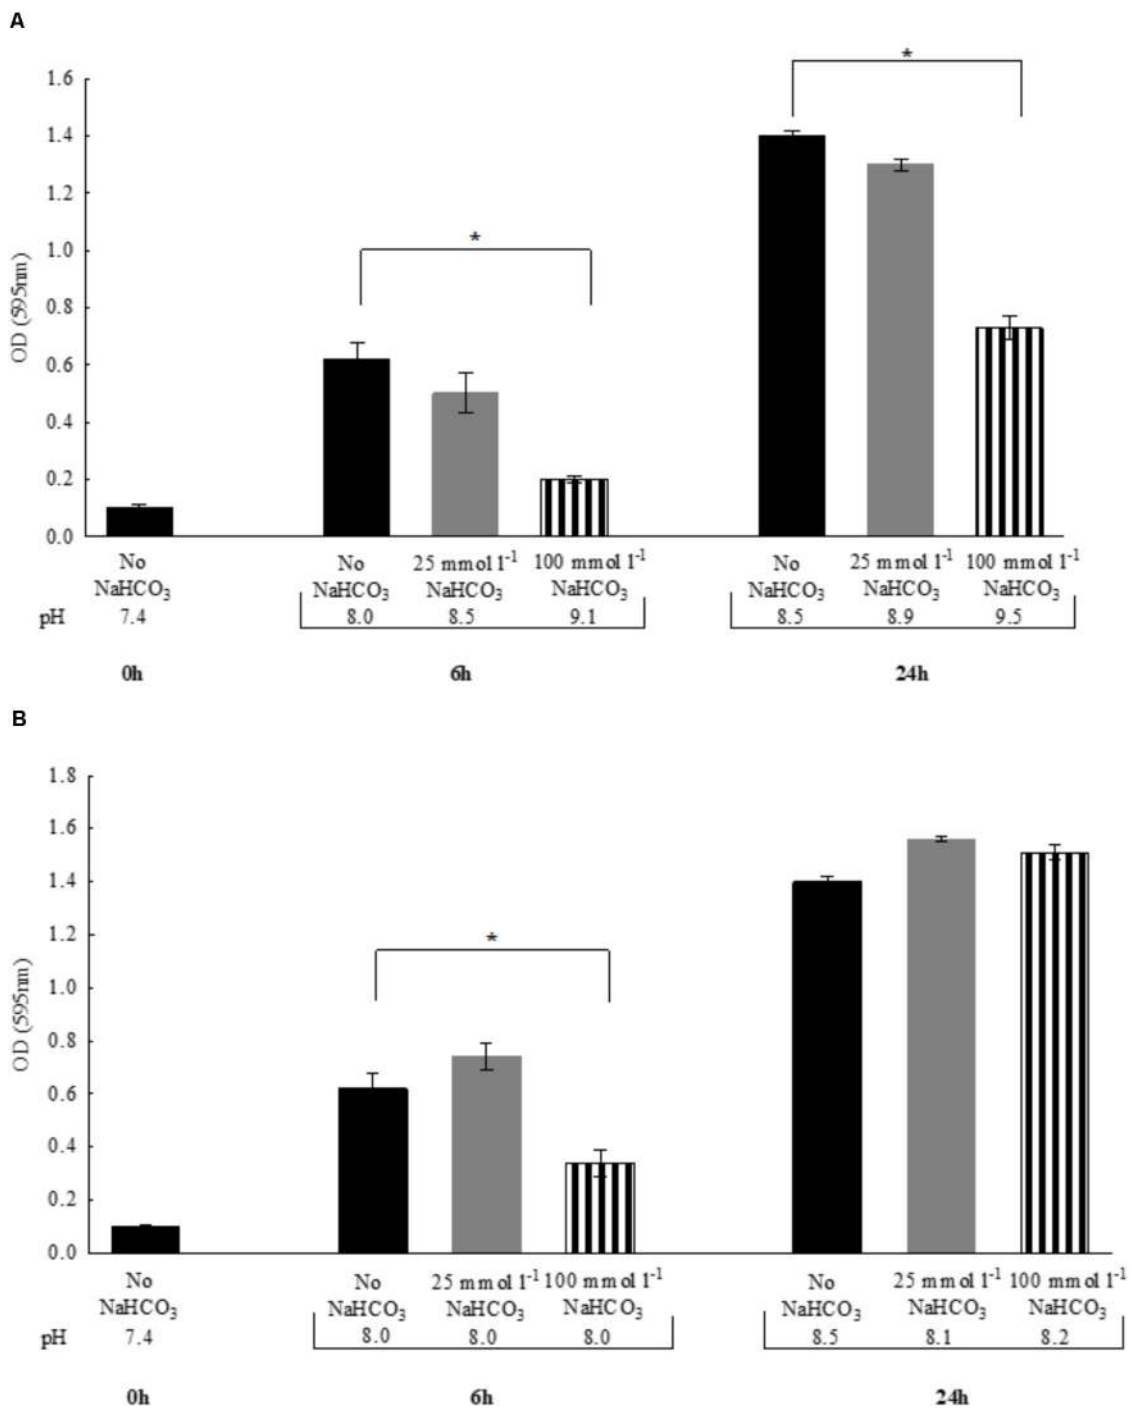 A
*
1.6
1.4
1.2
1.0
0.8
0.6
0.4
0.2
0.0
OD (595nm)
*
No 25 mmol l⁻¹ 100 mmol l⁻¹ No 25 mmol l⁻¹ 100 mmol l⁻¹ No
NaHCO₃ NaHCO₃ NaHCO₃ NaHCO₃ NaHCO₃ NaHCO₃ NaHCO₃
pH 7.4 8.0 8.5 9.1 8.5 8.9 9.5
0h 6h 24h
B
1.8
1.6
1.4
1.2
1.0
0.8
0.6
0.4
0.2
0.0
OD (595nm)
*
No No 25 mmol l⁻¹ 100 mmol l⁻¹ No 25 mmol l⁻¹ 100 mmol l⁻¹
NaHCO₃ NaHCO₃ NaHCO₃ NaHCO₃ NaHCO₃ NaHCO₃ NaHCO₃
pH 7.4 8.0 8.0 8.0 8.5 8.1 8.2
0h 6h 24h